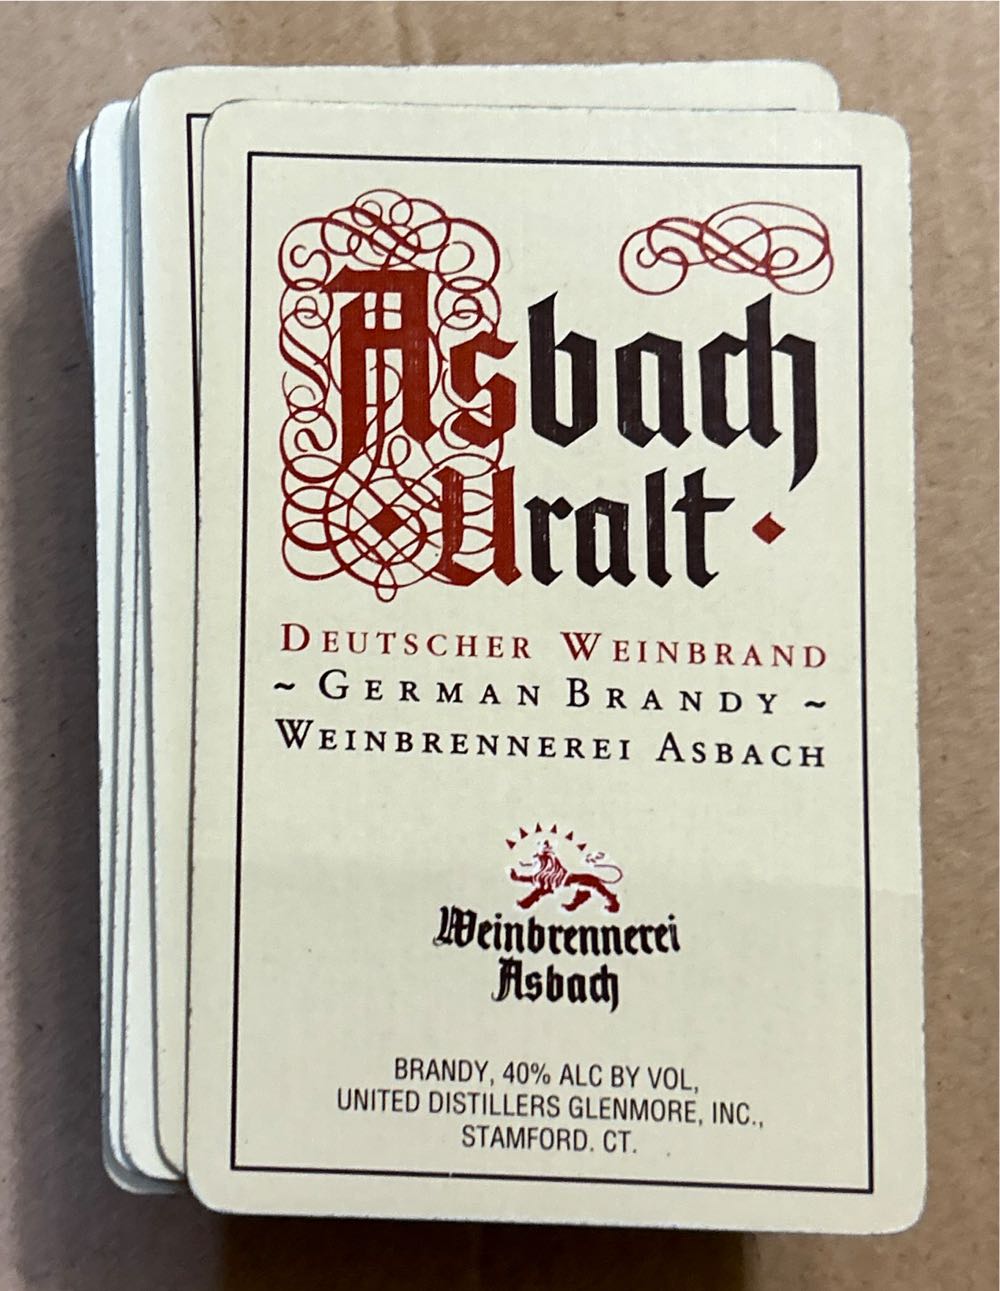 Asbach
Uralt
DEUTSCHER WEINBRAND
~ GERMAN BRANDY ~
WEINBRENNEREI ASBACH
Weinbrennerei
Asbach
BRANDY, 40% ALC BY VOL,
UNITED DISTILLERS GLENMORE, INC.,
STAMFORD. CT.